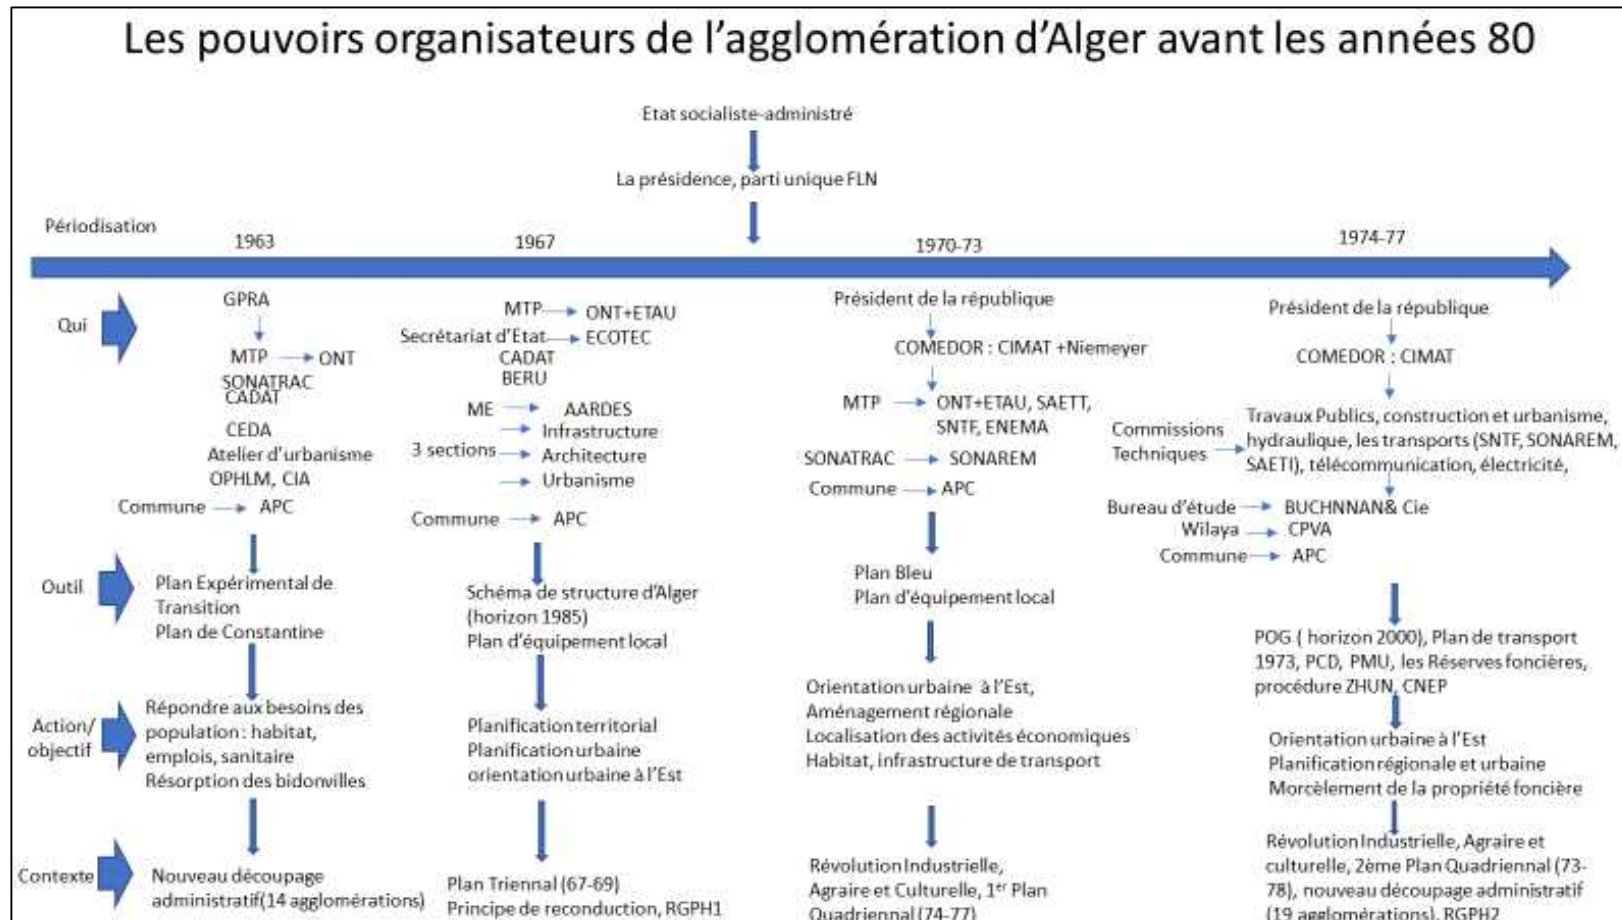 Les pouvoirs organisateurs de l'agglomération d'Alger avant les années 80
Etat socialiste-administré
La présidence, parti unique FLN
Périodisation
1963
1967
1970-73
1974-77
Qui
GPRA
MTP
ONT
SONATRAC
CADAT
CEDA
Atelier d'urbanisme
OPHLM, CIA
Commune
APC
MTP
ONT+ETAU
Secrétariat d'Etat
ECOTEC
CADAT
BERU
ME
AARDES
Infrastructure
3 sections
Architecture
Urbanisme
Commune
APC
Président de la république
COMEDOR : CIMAT +Niemeyer
MTP
ONT+ETAU, SAETT,
SNTF, ENEMA
SONATRAC
SONAREM
Commune
APC
Président de la république
COMEDOR : CIMAT
Commissions
Techniques
Travaux Publics, construction et urbanisme,
hydraulique, les transports (SNTF, SONAREM,
SAETI), télécommunication, électricité,
Bureau d'étude
BUCHNNAN& Cie
Wilaya
CPVA
Commune
APC
Outil
Plan Expérimental de
Transition
Plan de Constantine
Schéma de structure d'Alger
(horizon 1985)
Plan d'équipement local
Plan Bleu
Plan d'équipement local
POG ( horizon 2000), Plan de transport
1973, PCD, PMU, les Réserves foncières,
procédure ZHUN, CNEP
Action/
objectif
Répondre aux besoins des
population : habitat,
emplois, sanitaire
Résorption des bidonvilles
Planification territorial
Planification urbaine
orientation urbaine à l'Est
Orientation urbaine à l'Est,
Aménagement régionale
Localisation des activités économiques
Habitat, infrastructure de transport
Orientation urbaine à l'Est
Planification régionale et urbaine
Morcèlement de la propriété foncière
Contexte
Nouveau découpage
administratif(14 agglomérations)
Plan Triennal (67-69)
Principe de reconduction, RGPH1
Révolution Industrielle,
Agraire et Culturelle, 1er Plan
Quadriennal (74-77)
Révolution Industrielle, Agraire et
culturelle, 2ème Plan Quadriennal (73-
78), nouveau découpage administratif
(19 agglomérations), RGPH2